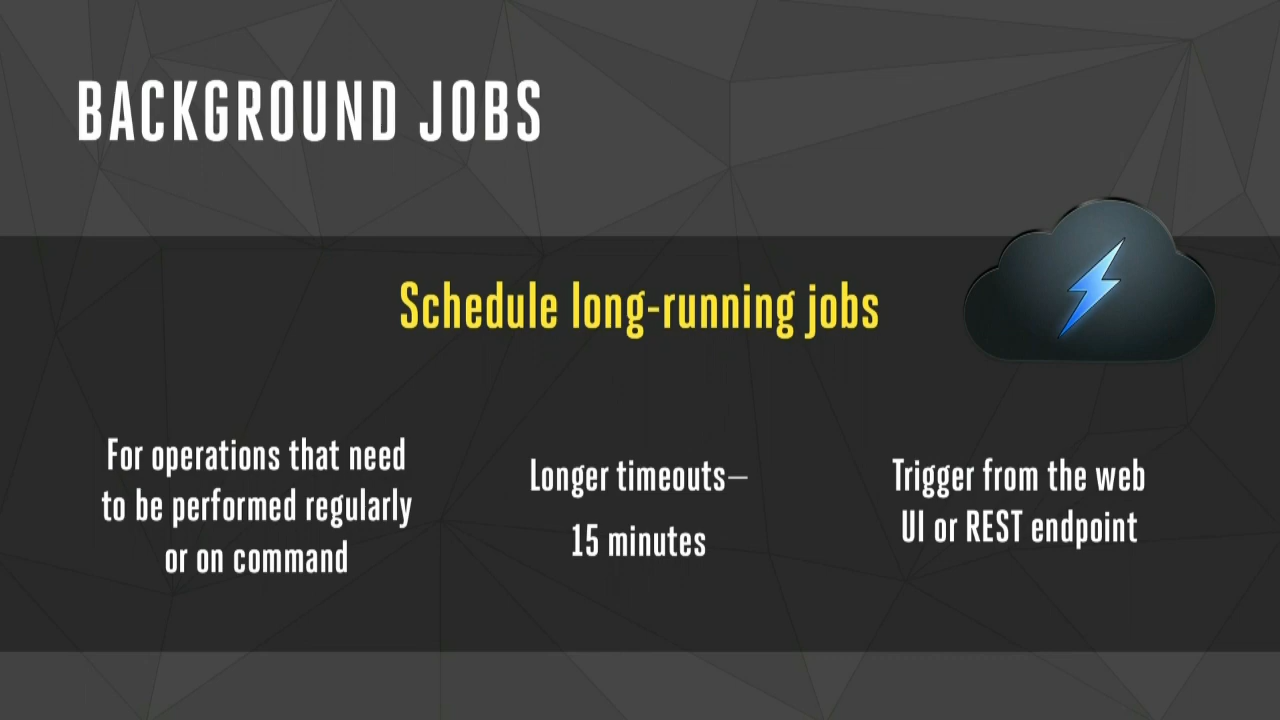 BACKGROUND JOBS
Schedule long-running jobs
For operations that need
to be performed regularly
or on command
Longer timeouts—
15 minutes
Trigger from the web
UI or REST endpoint